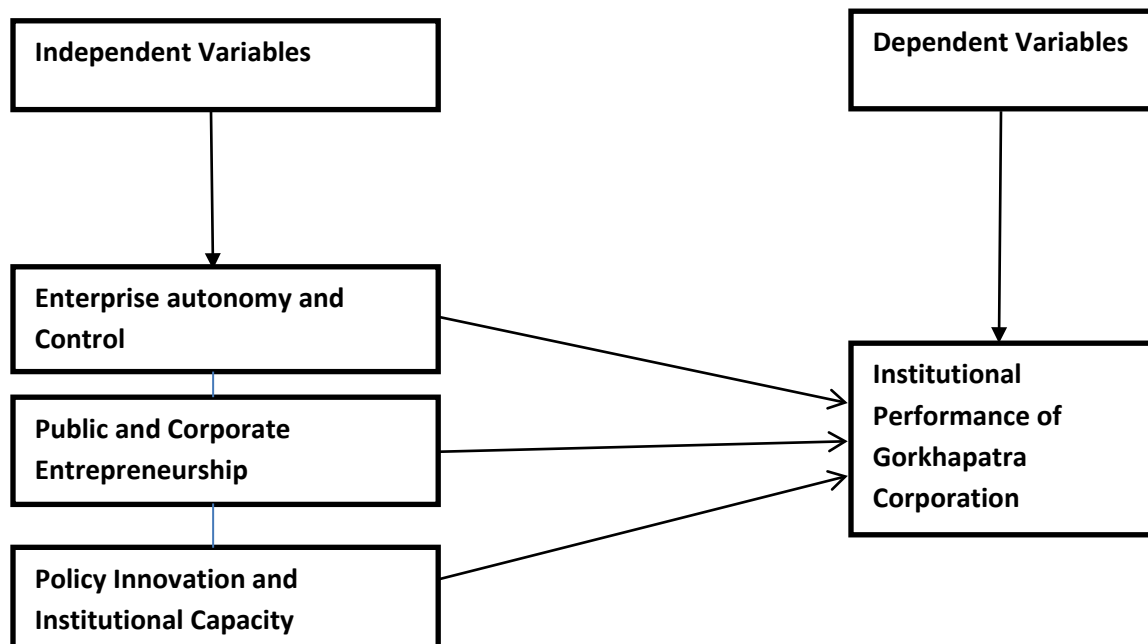 Independent Variables
Dependent Variables
Enterprise autonomy and
Control
Public and Corporate
Entrepreneurship
Policy Innovation and
Institutional Capacity
Institutional
Performance of
Gorkhapatra
Corporation